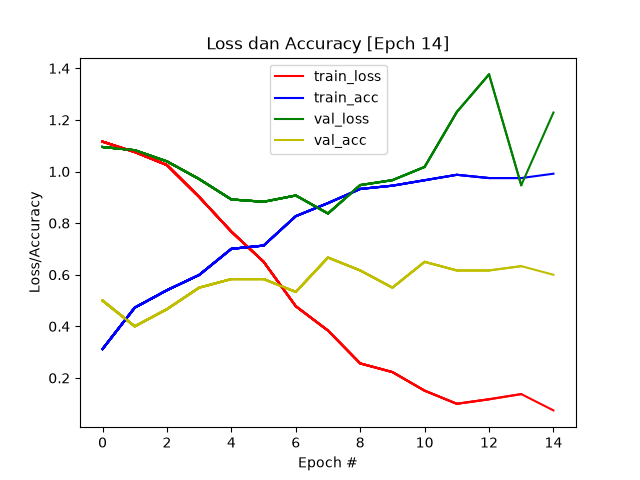 Loss dan Accuracy [Epch 14]
train_loss
train_acc
val_loss
val_acc
Loss/Accuracy
1.4
1.2
1.0
0.8
0.6
0.4
0.2
0 2 4 6 8 10 12 14
Epoch #